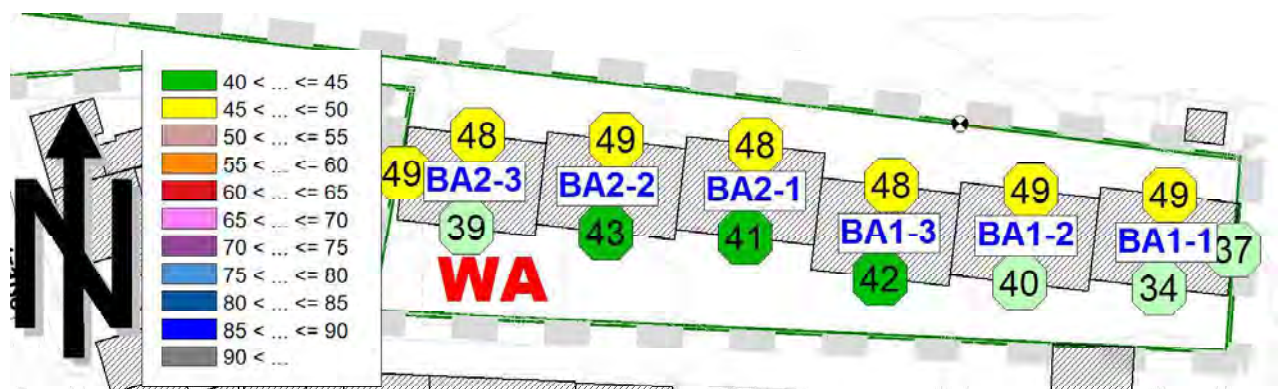 40 < ... <= 45
45 < ... <= 50
50 < ... <= 55
55 < ... <= 60
60 < ... <= 65
65 < ... <= 70
70 < ... <= 75
75 < ... <= 80
80 < ... <= 85
85 < ... <= 90
90 < ...
N
48 49 48 48 49 49
49 BA2-3 BA2-2 BA2-1 BA1-3 BA1-2 BA1-1 37
39 43 41 42 40 34
WA